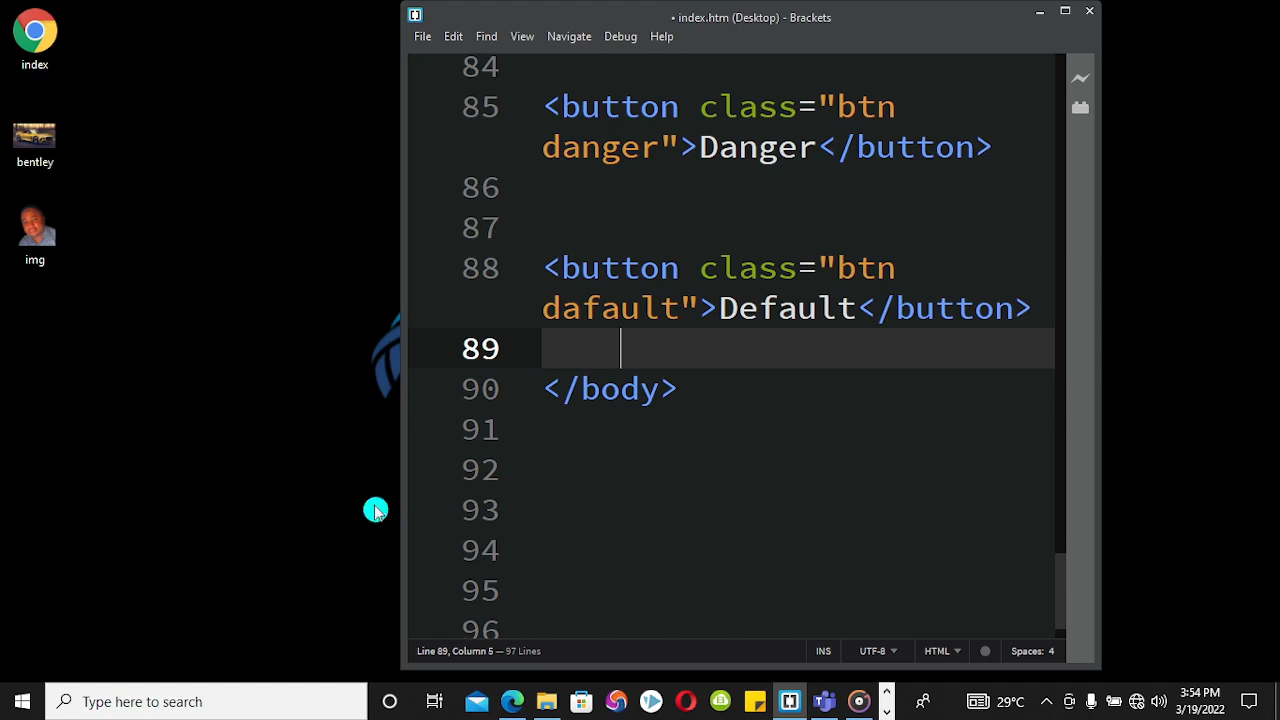 index
bentley
img
• index.htm (Desktop) - Brackets
File Edit Find View Navigate Debug Help
84
85 <button class="btn
danger">Danger</button>
86
87
88 <button class="btn
dafault">Default</button>
89
90 </body>
91
92
93
94
95
96
Line 89, Column 5 — 97 Lines
INS UTF-8 HTML Spaces: 4
Type here to search
29°C
3:54 PM
3/19/2022